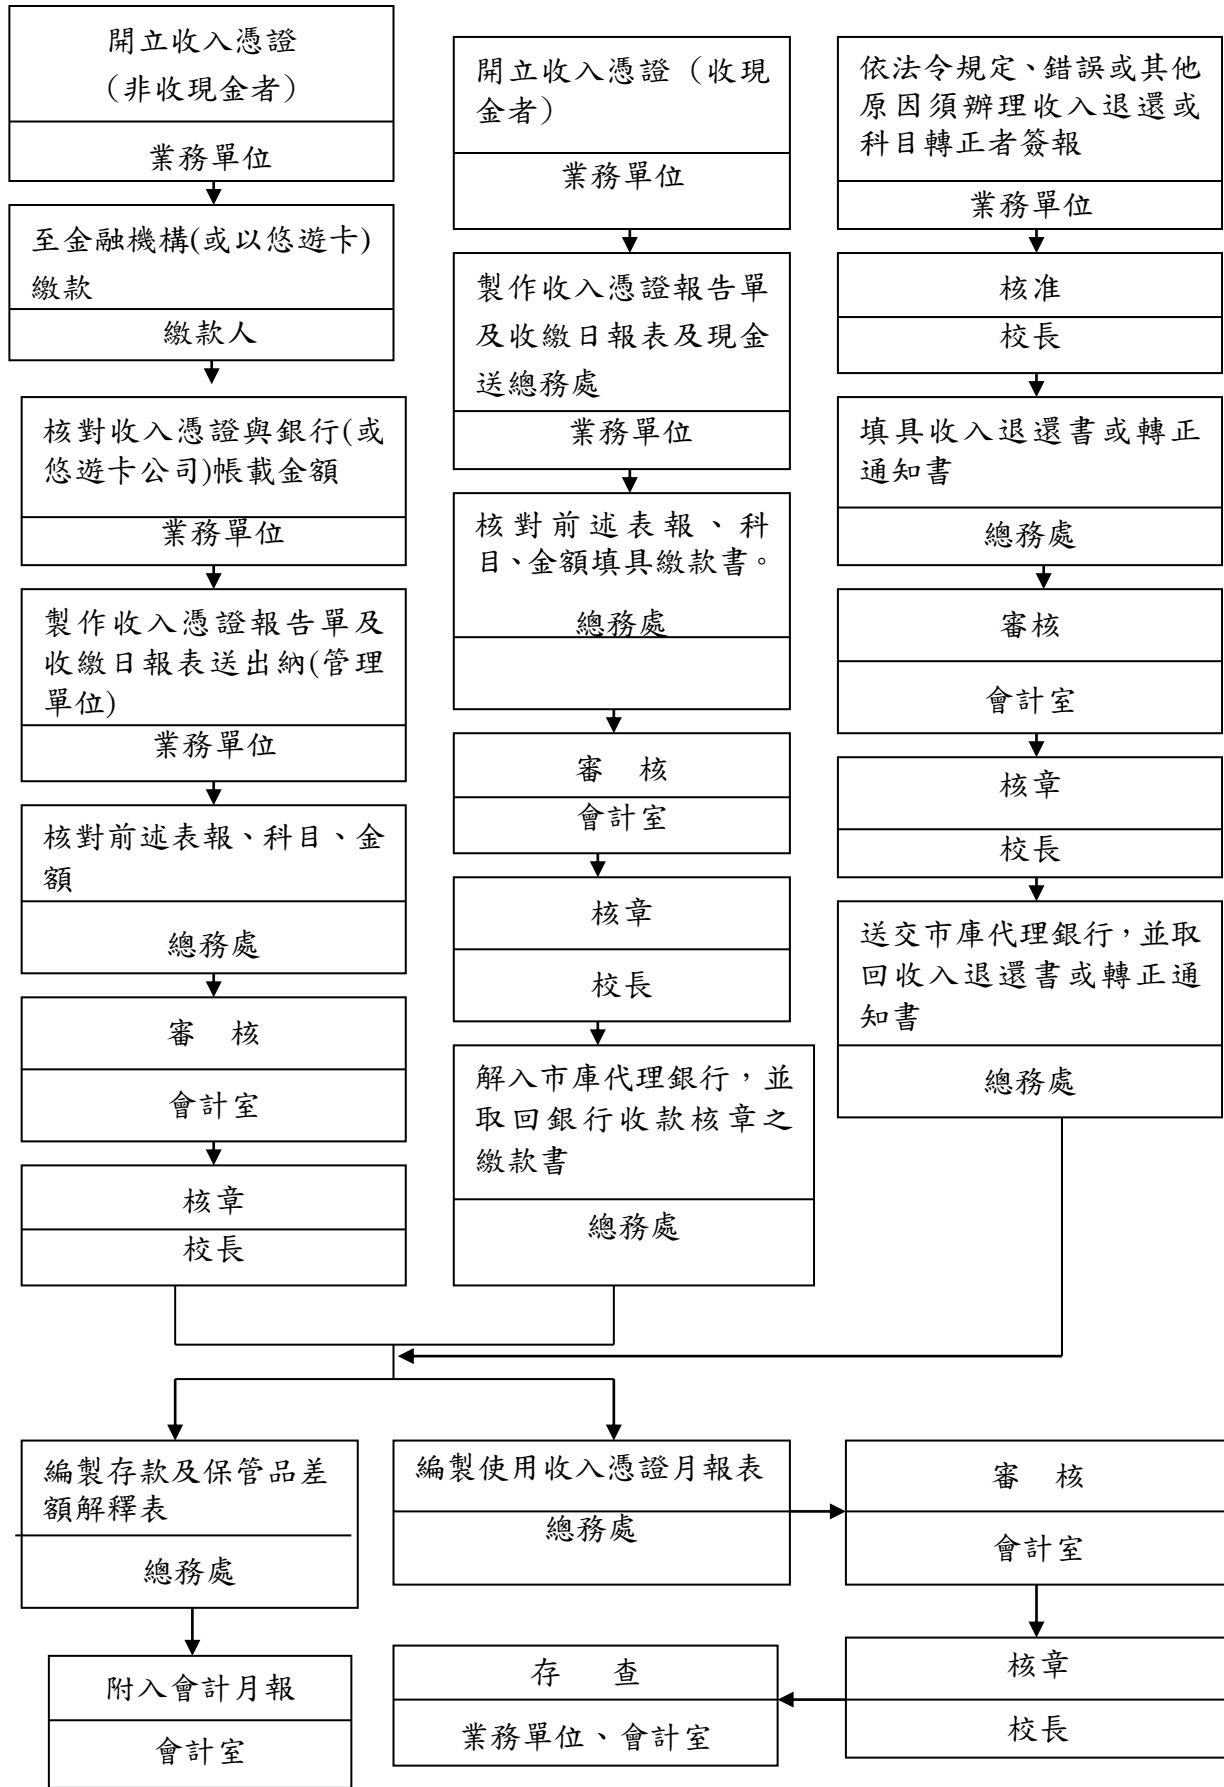 開立收入憑證
（非收現金者）
業務單位
至金融機構(或以悠遊卡)
繳款
繳款人
核對收入憑證與銀行(或
悠遊卡公司)帳載金額
業務單位
製作收入憑證報告單及
收繳日報表送出納(管理
單位)
業務單位
核對前述表報、科目、金
額
總務處
審　核
會計室
核章
校長
開立收入憑證（收現
金者）
業務單位
製作收入憑證報告單
及收繳日報表及現金
送總務處
業務單位
核對前述表報、科
目、金額填具繳款書。
總務處
審　核
會計室
核章
校長
解入市庫代理銀行，並
取回銀行收款核章之
繳款書
總務處
依法令規定、錯誤或其他
原因須辦理收入退還或
科目轉正者簽報
業務單位
核准
校長
填具收入退還書或轉正
通知書
總務處
審核
會計室
核章
校長
送交市庫代理銀行，並取
回收入退還書或轉正通
知書
總務處
編製存款及保管品差
額解釋表
總務處
附入會計月報
會計室
編製使用收入憑證月報表
總務處
審　核
會計室
核章
校長
存　查
業務單位、會計室